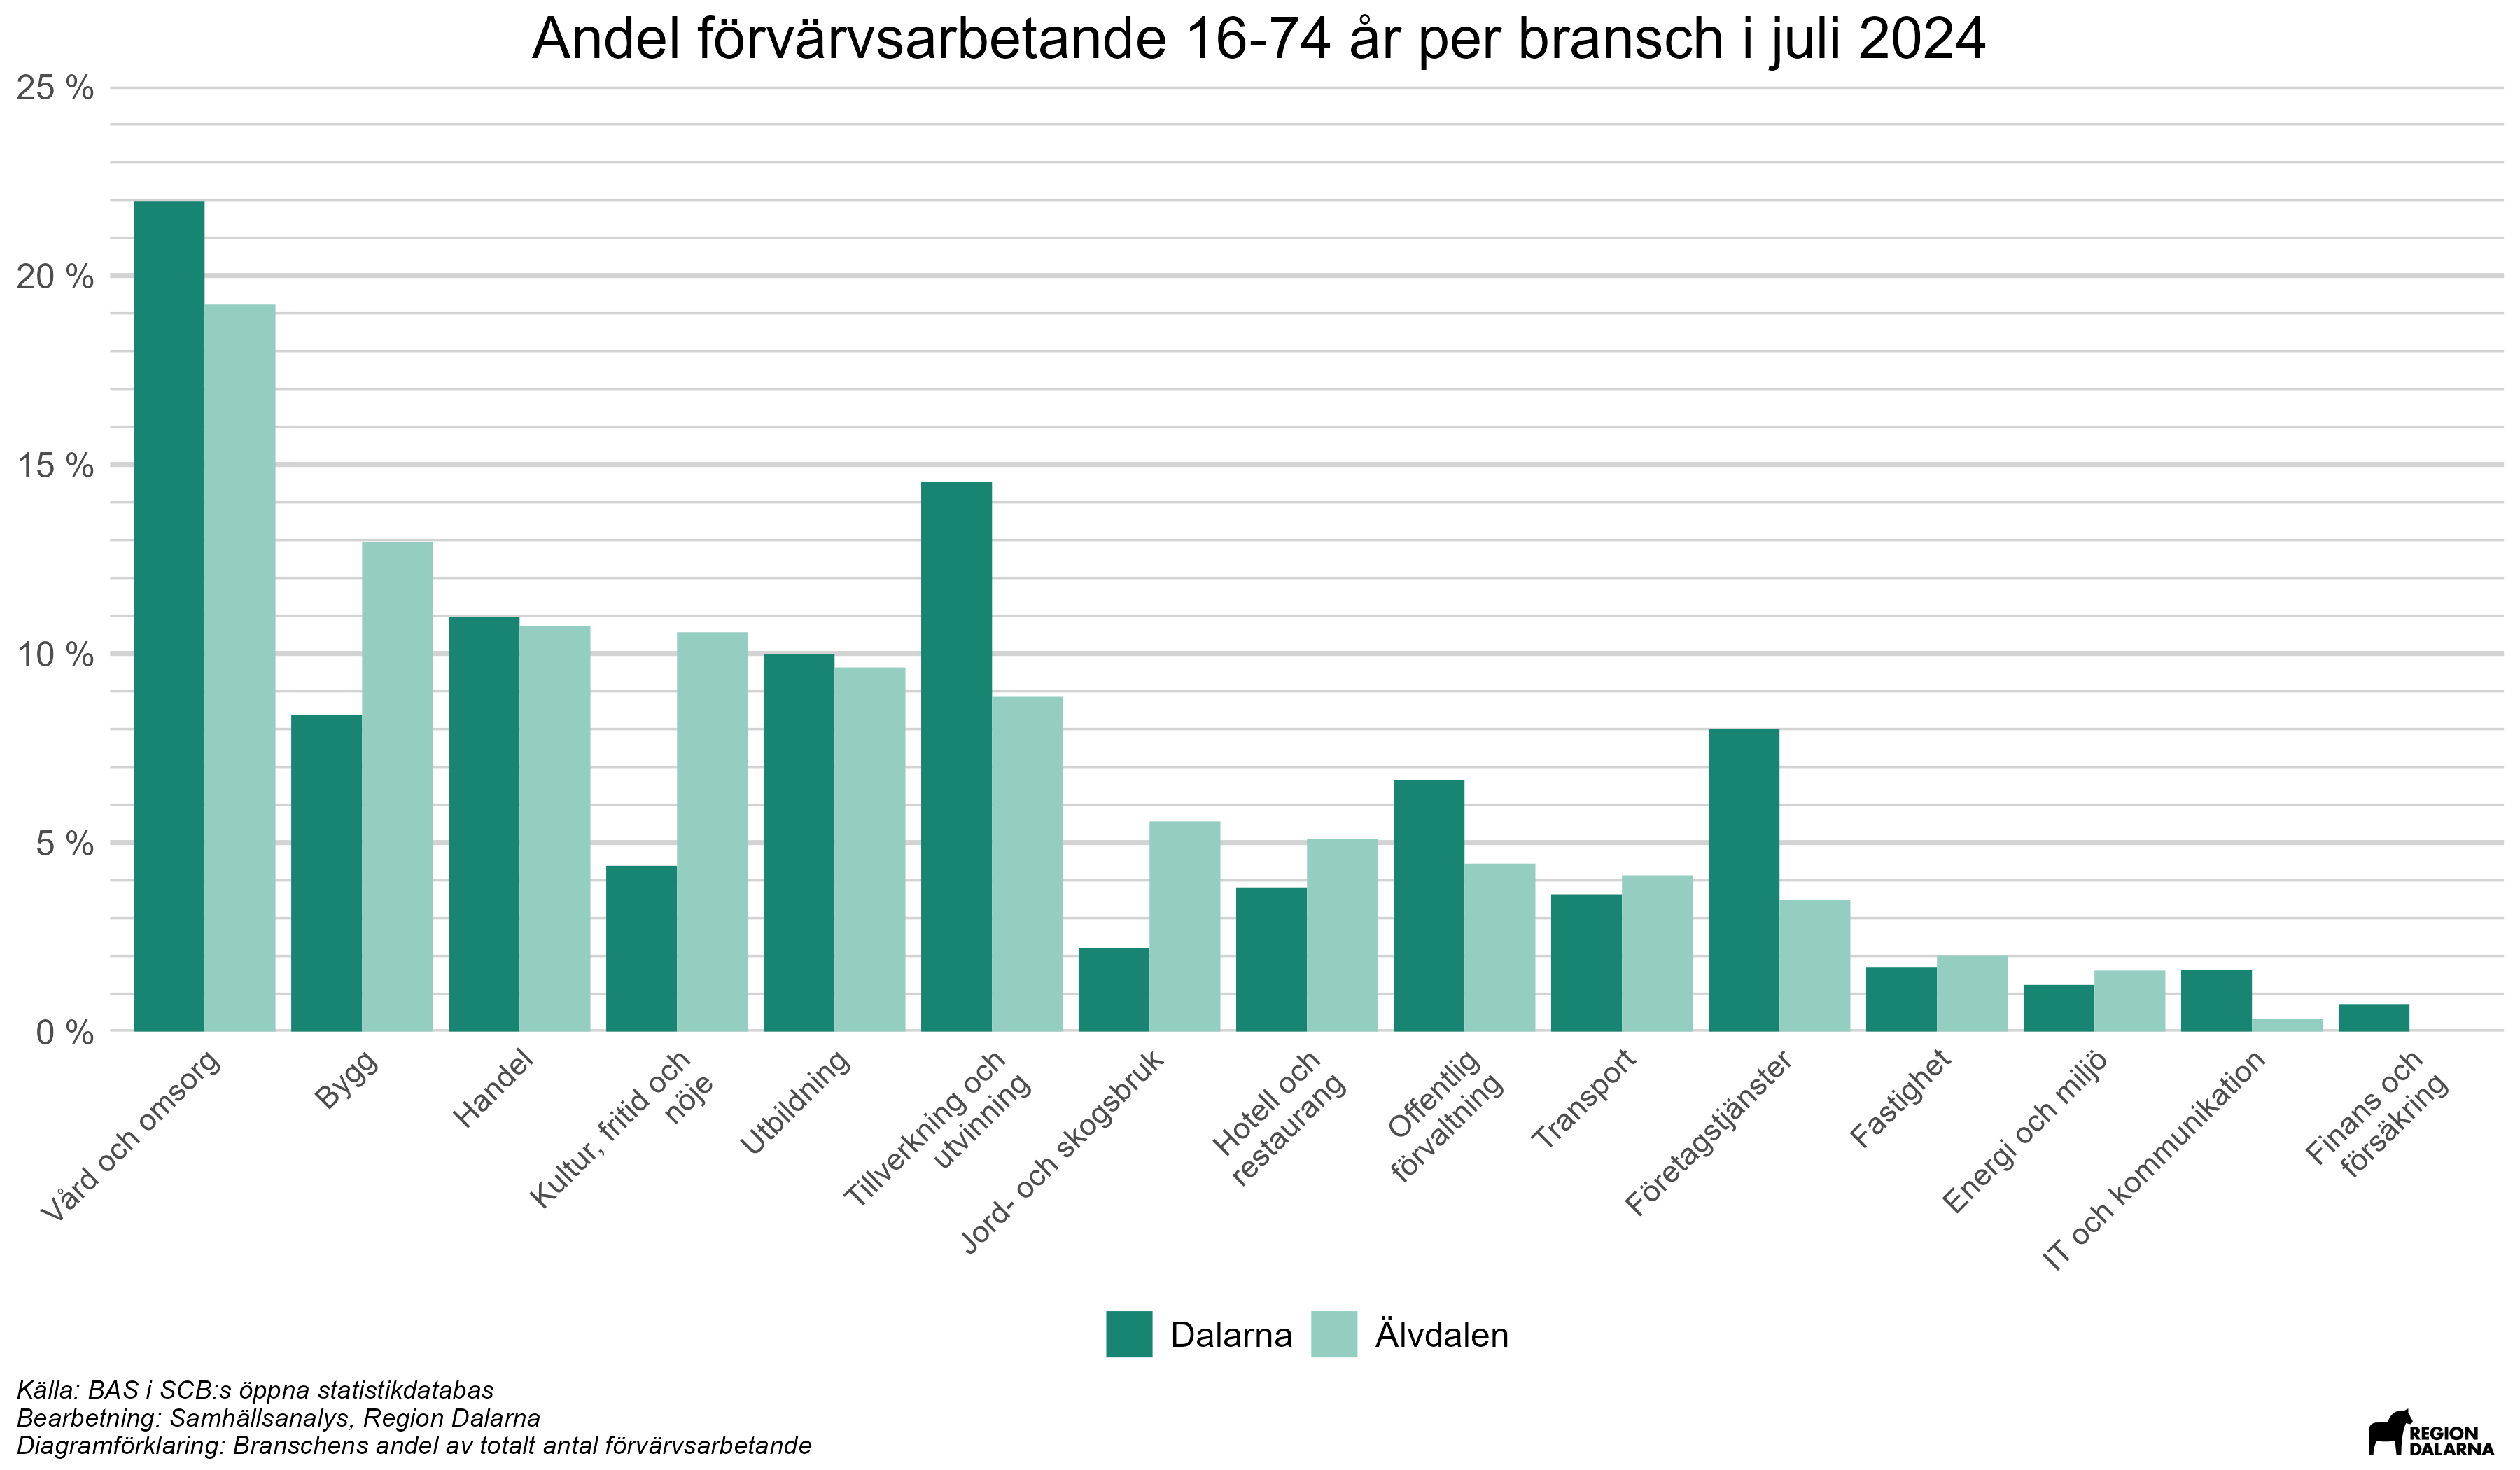 Andel förvärvsarbetande 16-74 år per bransch i juli 2024
25 %
20 %
15 %
10 %
5 %
0 %
Vård och omsorg
Bygg
Handel
Kultur, fritid och
nöje
Utbildning
Tillverkning och
utvinning
Jord- och skogsbruk
Hotell och
restaurang
Offentlig
förvaltning
Transport
Företagstjänster
Fastighet
Energi och miljö
IT och kommunikation
Finans och
försäkring
Dalarna
Älvdalen
Källa: BAS i SCB:s öppna statistikdatabas
Bearbetning: Samhällsanalys, Region Dalarna
Diagramförklaring: Branschens andel av totalt antal förvärvsarbetande
REGION
DALARNA